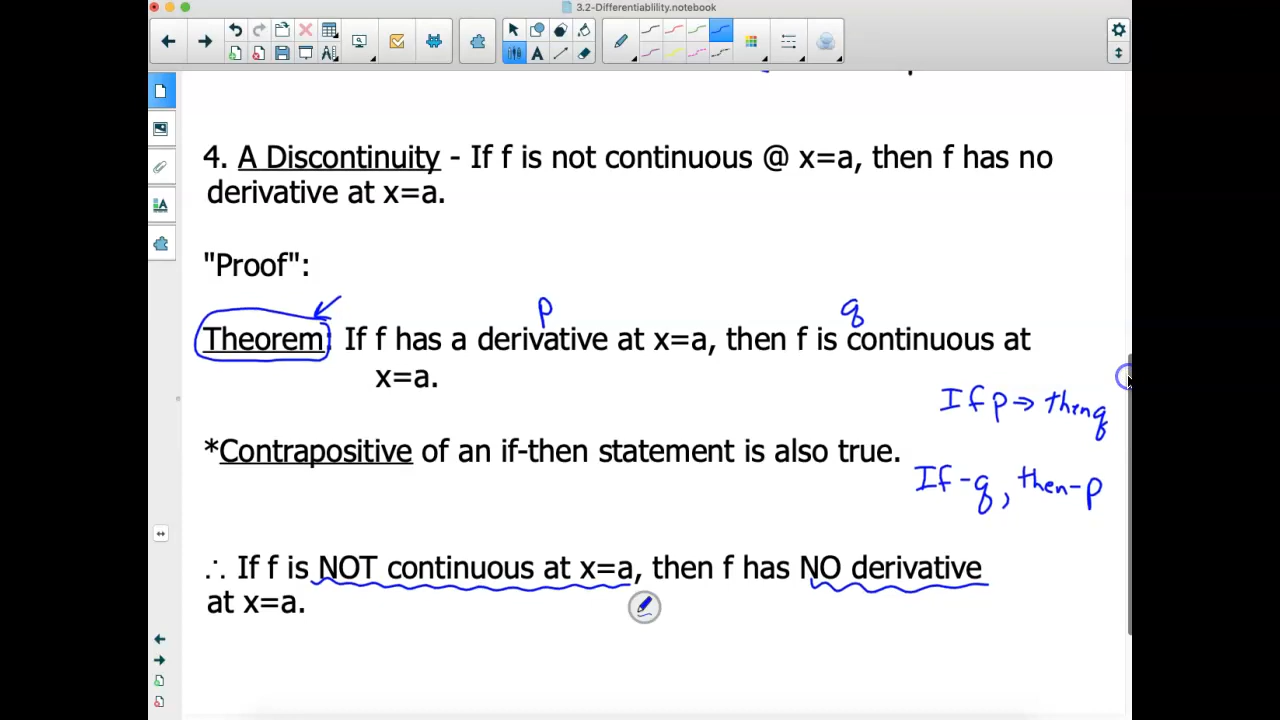 3.2-Differentiablility.notebook
4. A Discontinuity - If f is not continuous @ x=a, then f has no
derivative at x=a.
"Proof":
p q
Theorem: If f has a derivative at x=a, then f is continuous at
x=a.
If p ⇒ then q
*Contrapositive of an if-then statement is also true.
If -q, then -p
∴ If f is NOT continuous at x=a, then f has NO derivative
at x=a.